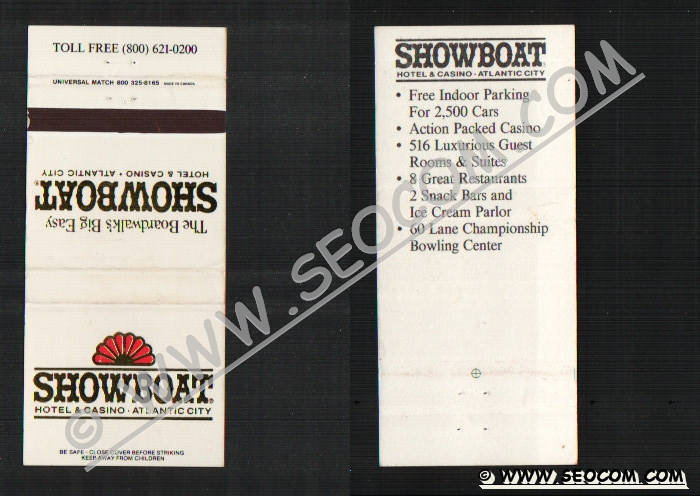 TOLL FREE (800) 621-0200
UNIVERSAL MATCH 800 325-8165 MADE IN CANADA
The Boardwalk's Big Easy
SHOWBOAT®
HOTEL & CASINO • ATLANTIC CITY
SHOWBOAT®
HOTEL & CASINO • ATLANTIC CITY
BE SAFE - CLOSE COVER BEFORE STRIKING
KEEP AWAY FROM CHILDREN
SHOWBOAT
HOTEL & CASINO • ATLANTIC CITY
• Free Indoor Parking
For 2,500 Cars
• Action Packed Casino
• 516 Luxurious Guest
Rooms & Suites
• 8 Great Restaurants
2 Snack Bars and
Ice Cream Parlor
• 60 Lane Championship
Bowling Center
© WWW.SEOCOM.COM
© WWW.SEOCOM.COM